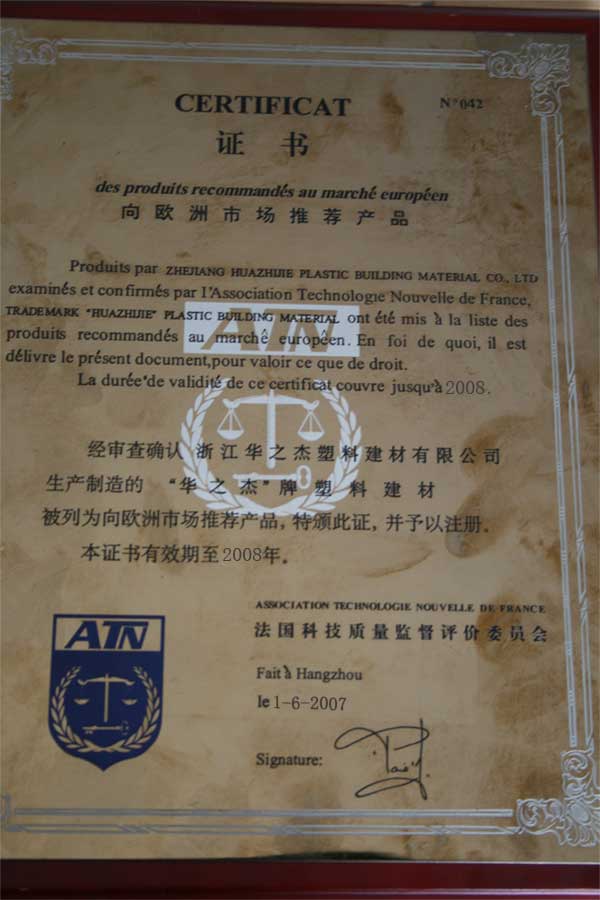 CERTIFICAT N°042
证书
des produits recommandés au marché européen
向欧洲市场推荐产品
Produits par ZHEJIANG HUAZHIJIE PLASTIC BUILDING MATERIAL CO., LTD
examinés et confirmés par l'Association Technologie Nouvelle de France,
TRADEMARK "HUAZHIJIE" PLASTIC BUILDING MATERIAL ont été mis à la liste des
produits recommandés au marché européen. En foi de quoi, il est
délivre le présent document,pour valoir ce que de droit.
La durée de validité de ce certificat couvre jusqu'à 2008.
ATN
经审查确认 浙江华之杰塑料建材有限公司
生产制造的 “华之杰”牌塑料建材
被列为向欧洲市场推荐产品, 特颁此证, 并予以注册。
本证书有效期至2008年。
ASSOCIATION TECHNOLOGIE NOUVELLE DE FRANCE
法国科技质量监督评价委员会
ATN
Fait à Hangzhou
le 1-6-2007
Signature: